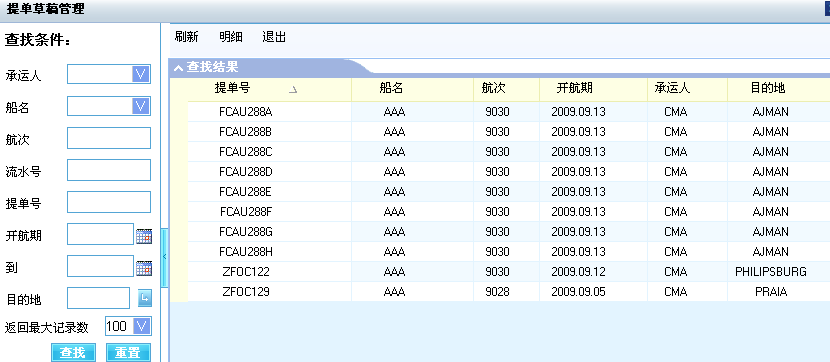 提单草稿管理
查找条件：
承运人
船名
航次
流水号
提单号
开航期
到
目的地
返回最大记录数 100
查找 重置
刷新 明细 退出
查找结果
提单号 船名 航次 开航期 承运人 目的地
FCAU288A AAA 9030 2009.09.13 CMA AJMAN
FCAU288B AAA 9030 2009.09.13 CMA AJMAN
FCAU288C AAA 9030 2009.09.13 CMA AJMAN
FCAU288D AAA 9030 2009.09.13 CMA AJMAN
FCAU288E AAA 9030 2009.09.13 CMA AJMAN
FCAU288F AAA 9030 2009.09.13 CMA AJMAN
FCAU288G AAA 9030 2009.09.13 CMA AJMAN
FCAU288H AAA 9030 2009.09.13 CMA AJMAN
ZFOC122 AAA 9030 2009.09.12 CMA PHILIPSBURG
ZFOC129 AAA 9028 2009.09.05 CMA PRAIA